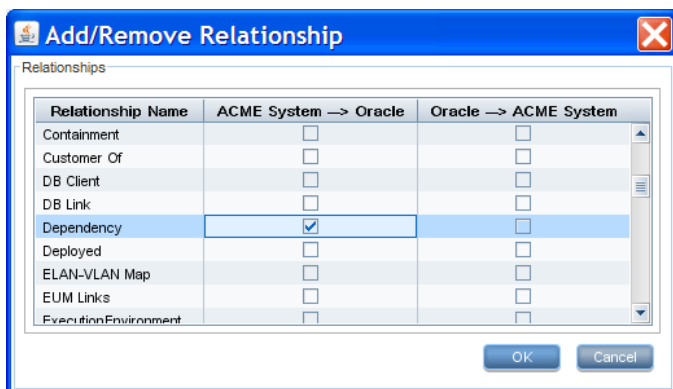 Add/Remove Relationship
Relationships
Relationship Name ACME System —> Oracle Oracle —> ACME System
Containment
Customer Of
DB Client
DB Link
Dependency
Deployed
ELAN-VLAN Map
EUM Links
ExecutionEnvironment
OK Cancel